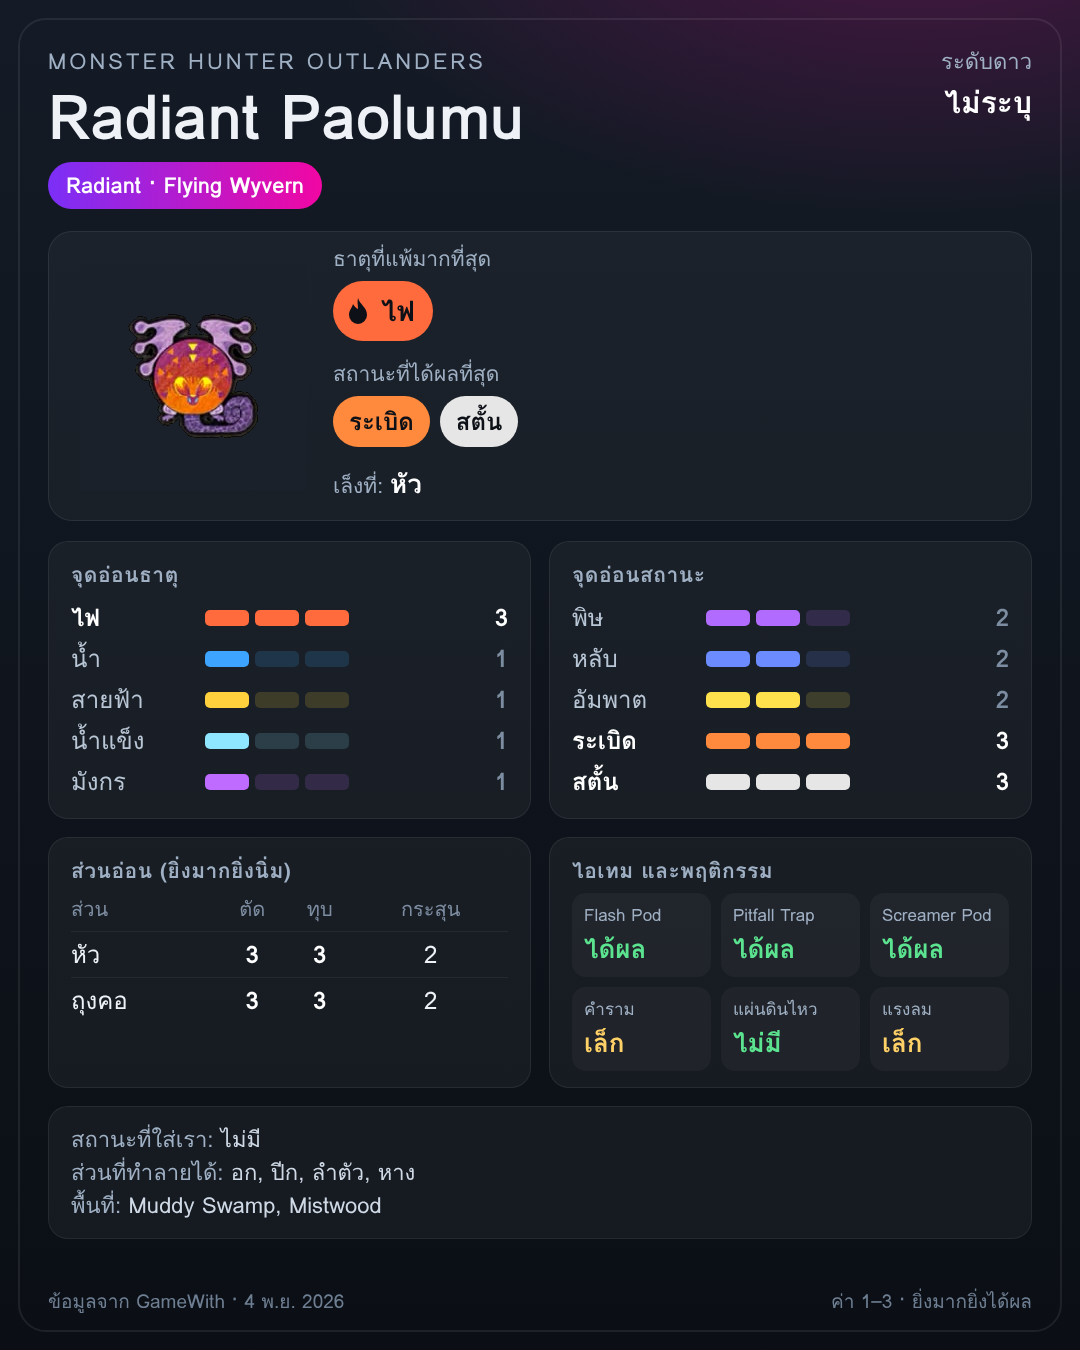 MONSTER HUNTER OUTLANDERS
ระดับดาว
Radiant Paolumu
ไม่ระบุ
Radiant · Flying Wyvern
ธาตุที่แพ้มากที่สุด
ไฟ
สถานะที่ได้ผลที่สุด
ระเบิด สตั้น
เล็งที่: หัว
จุดอ่อนธาตุ
ไฟ 3
น้ำ 1
สายฟ้า 1
น้ำแข็ง 1
มังกร 1
จุดอ่อนสถานะ
พิษ 2
หลับ 2
อัมพาต 2
ระเบิด 3
สตั้น 3
ส่วนอ่อน (ยิ่งมากยิ่งนิ่ม)
ส่วน ตัด ทุบ กระสุน
หัว 3 3 2
ถุงคอ 3 3 2
ไอเทม และพฤติกรรม
Flash Pod Pitfall Trap Screamer Pod
ได้ผล ได้ผล ได้ผล
คำราม แผ่นดินไหว แรงลม
เล็ก ไม่มี เล็ก
สถานะที่ใส่เรา: ไม่มี
ส่วนที่ทำลายได้: อก, ปีก, ลำตัว, หาง
พื้นที่: Muddy Swamp, Mistwood
ข้อมูลจาก GameWith · 4 พ.ย. 2026
ค่า 1–3 · ยิ่งมากยิ่งได้ผล